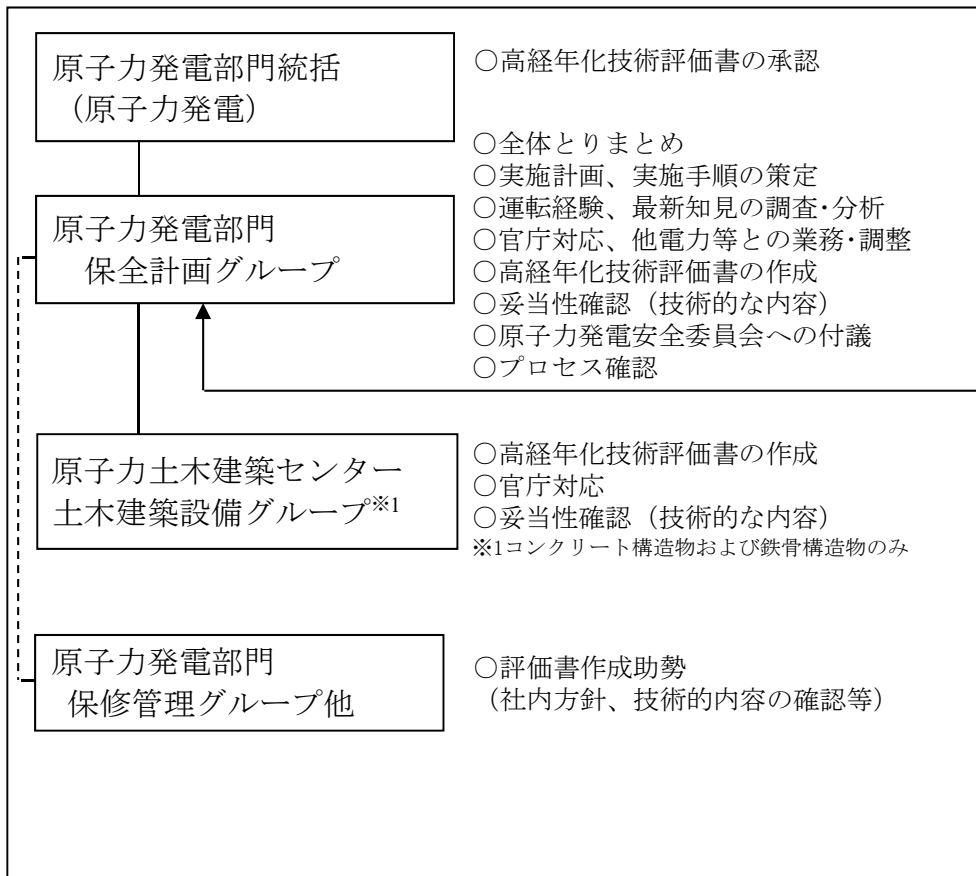 原子力発電部門統括
（原子力発電）
○高経年化技術評価書の承認
原子力発電部門
保全計画グループ
○全体とりまとめ
○実施計画、実施手順の策定
○運転経験、最新知見の調査･分析
○官庁対応、他電力等との業務･調整
○高経年化技術評価書の作成
○妥当性確認（技術的な内容）
○原子力発電安全委員会への付議
○プロセス確認
原子力土木建築センター
土木建築設備グループ※1
○高経年化技術評価書の作成
○官庁対応
○妥当性確認（技術的な内容）
※1コンクリート構造物および鉄骨構造物のみ
原子力発電部門
保修管理グループ他
○評価書作成助勢
（社内方針、技術的内容の確認等）